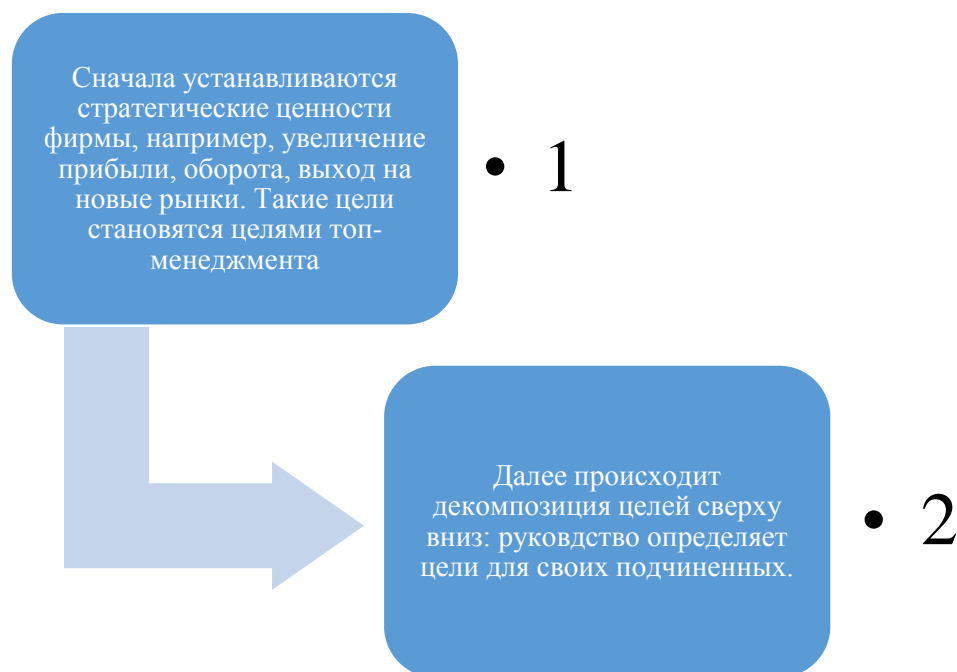 Сначала устанавливаются
стратегические ценности
фирмы, например, увеличение
прибыли, оборота, выход на
новые рынки. Такие цели
становятся целями топ-
менеджмента
• 1
Далее происходит
декомпозиция целей сверху
вниз: руковдство определяет
цели для своих подчиненных.
• 2